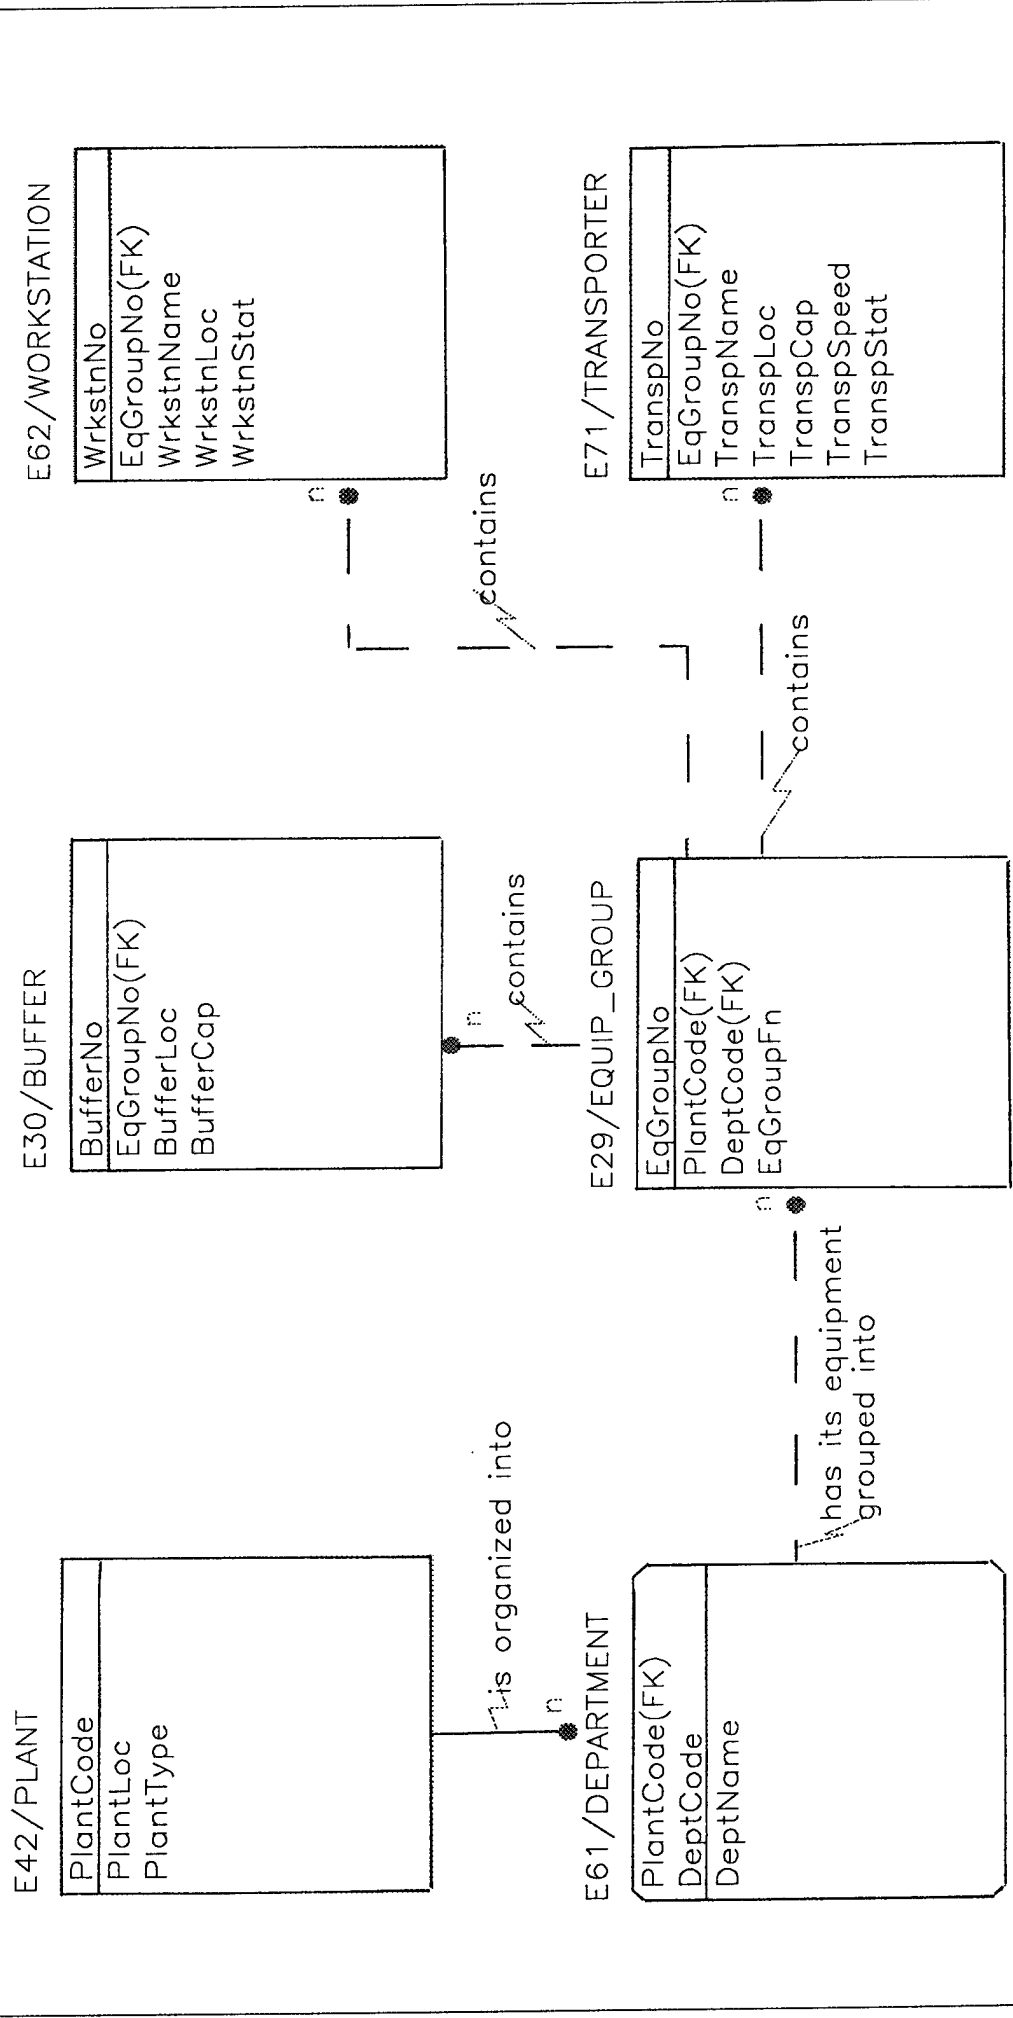 E42/PLANT
PlantCode
PlantLoc
PlantType
is organized into
n
E61/DEPARTMENT
PlantCode(FK)
DeptCode
DeptName
has its equipment
grouped into
n
E30/BUFFER
BufferNo
EqGroupNo(FK)
BufferLoc
BufferCap
n
contains
E29/EQUIP_GROUP
EqGroupNo
PlantCode(FK)
DeptCode(FK)
EqGroupFn
E62/WORKSTATION
WrkstnNo
EqGroupNo(FK)
WrkstnName
WrkstnLoc
WrkstnStat
n
contains
E71/TRANSPORTER
TranspNo
EqGroupNo(FK)
TranspName
TranspLoc
TranspCap
TranspSpeed
TranspStat
n
contains